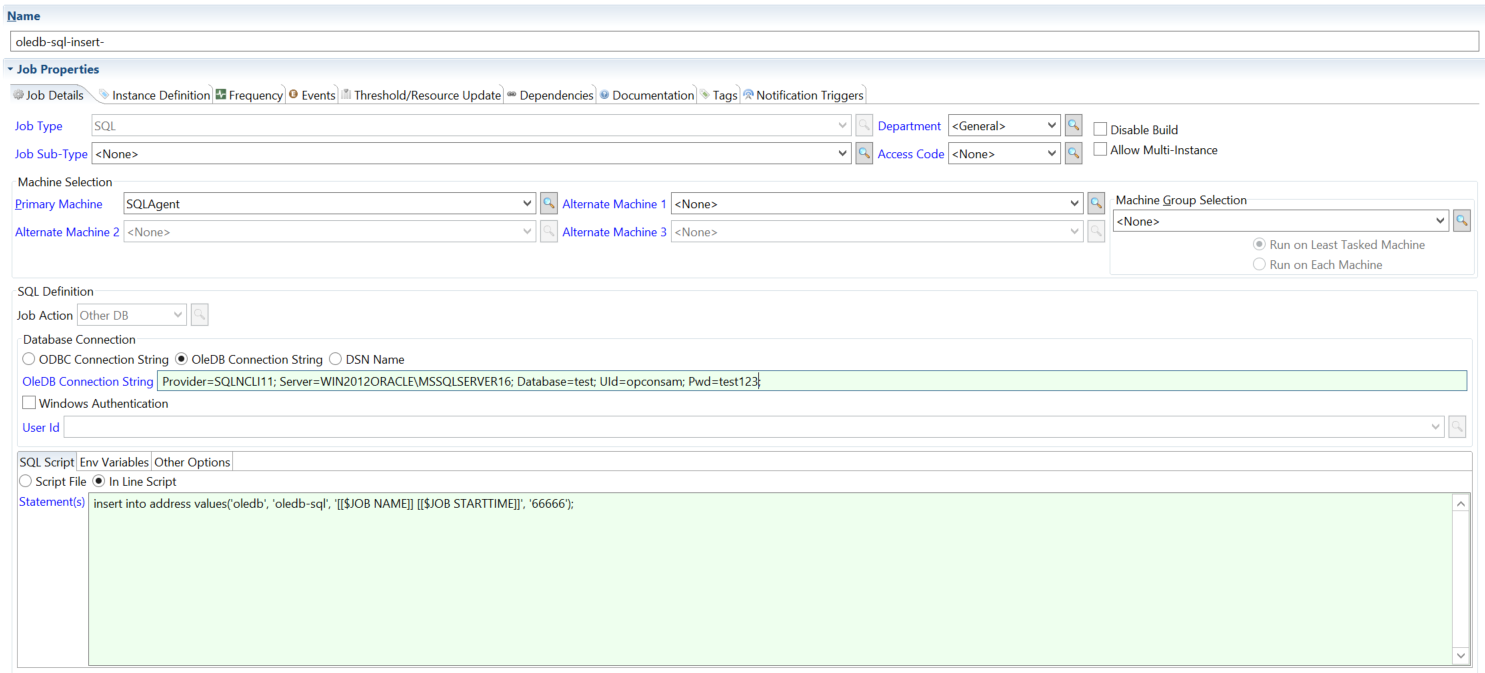 Name
oledb-sql-insert-
Job Properties
Job Details Instance Definition Frequency Events Threshold/Resource Update Dependencies Documentation Tags Notification Triggers
Job Type SQL Department <General> Disable Build
Job Sub-Type <None> Access Code <None> Allow Multi-Instance
Machine Selection
Primary Machine SQLAgent Alternate Machine 1 <None> Machine Group Selection
<None>
Alternate Machine 2 <None> Alternate Machine 3 <None>
Run on Least Tasked Machine
Run on Each Machine
SQL Definition
Job Action Other DB
Database Connection
ODBC Connection String OleDB Connection String DSN Name
OleDB Connection String Provider=SQLNCLI11; Server=WIN2012ORACLE\MSSQLSERVER16; Database=test; UId=opconsam; Pwd=test123;
Windows Authentication
User Id
SQL Script Env Variables Other Options
Script File In Line Script
Statement(s) insert into address values('oledb', 'oledb-sql', '[[$JOB NAME]] [[$JOB STARTTIME]]', '66666');